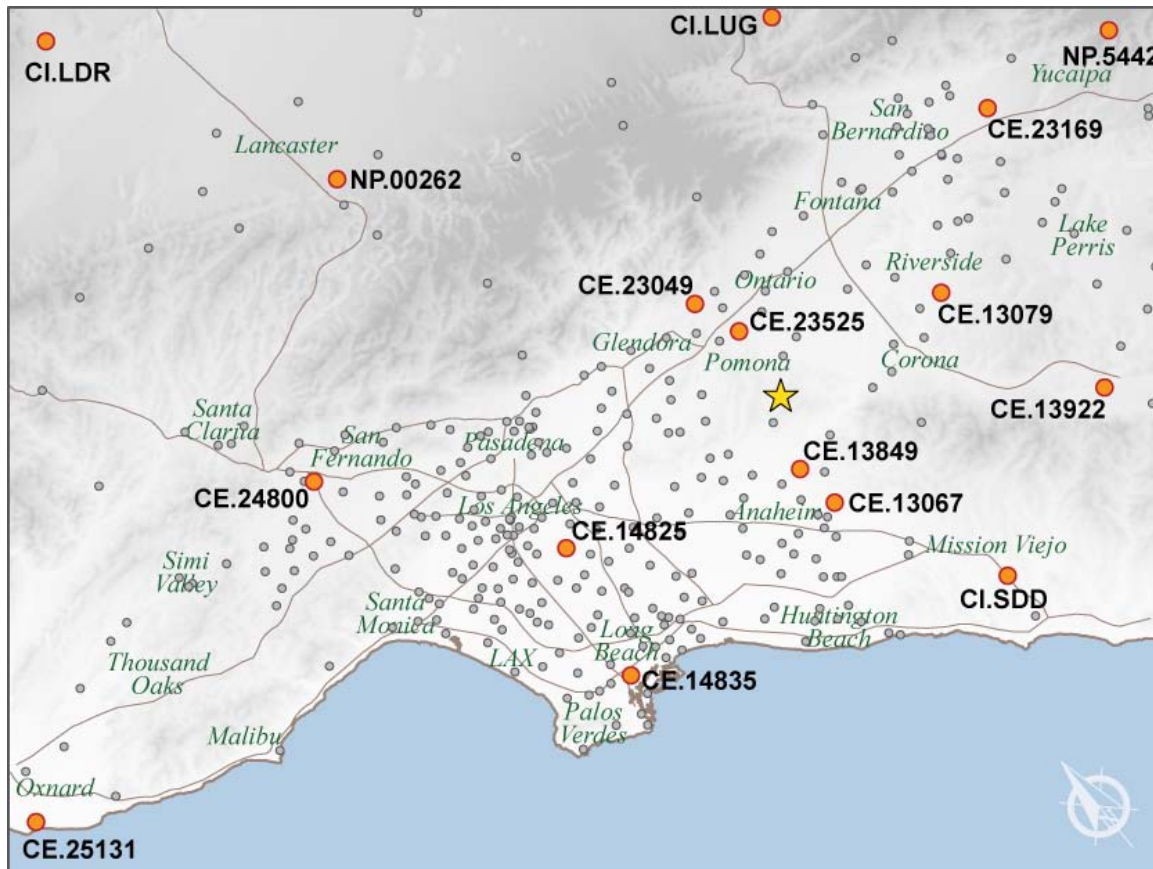 CI.LDR
CI.LUG
NP.5442
Yucaipa
San
Bernardino
CE.23169
Lancaster
NP.00262
Fontana
Lake
Perris
Riverside
CE.23049
Ontario
CE.13079
CE.23525
Glendora
Pomona
Corona
CE.13922
Santa
Clarita
San
Fernando
Pasadena
CE.13849
CE.24800
Los Angeles
Anaheim
CE.13067
CE.14825
Mission Viejo
Simi
Valley
CI.SDD
Santa
Monica
Huntington
Beach
Long
Beach
LAX
Thousand
Oaks
CE.14835
Palos
Verdes
Malibu
Oxnard
CE.25131